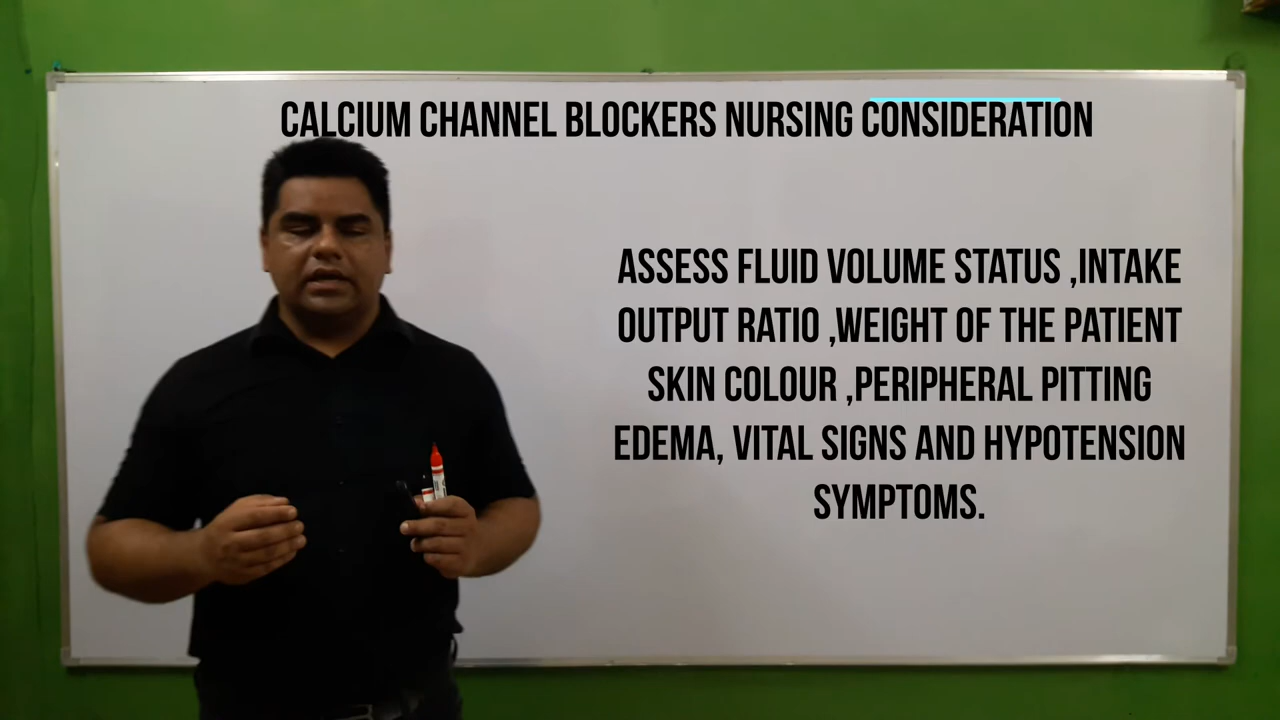 CALCIUM CHANNEL BLOCKERS NURSING CONSIDERATION
ASSESS FLUID VOLUME STATUS ,INTAKE
OUTPUT RATIO ,WEIGHT OF THE PATIENT
SKIN COLOUR ,PERIPHERAL PITTING
EDEMA, VITAL SIGNS AND HYPOTENSION
SYMPTOMS.